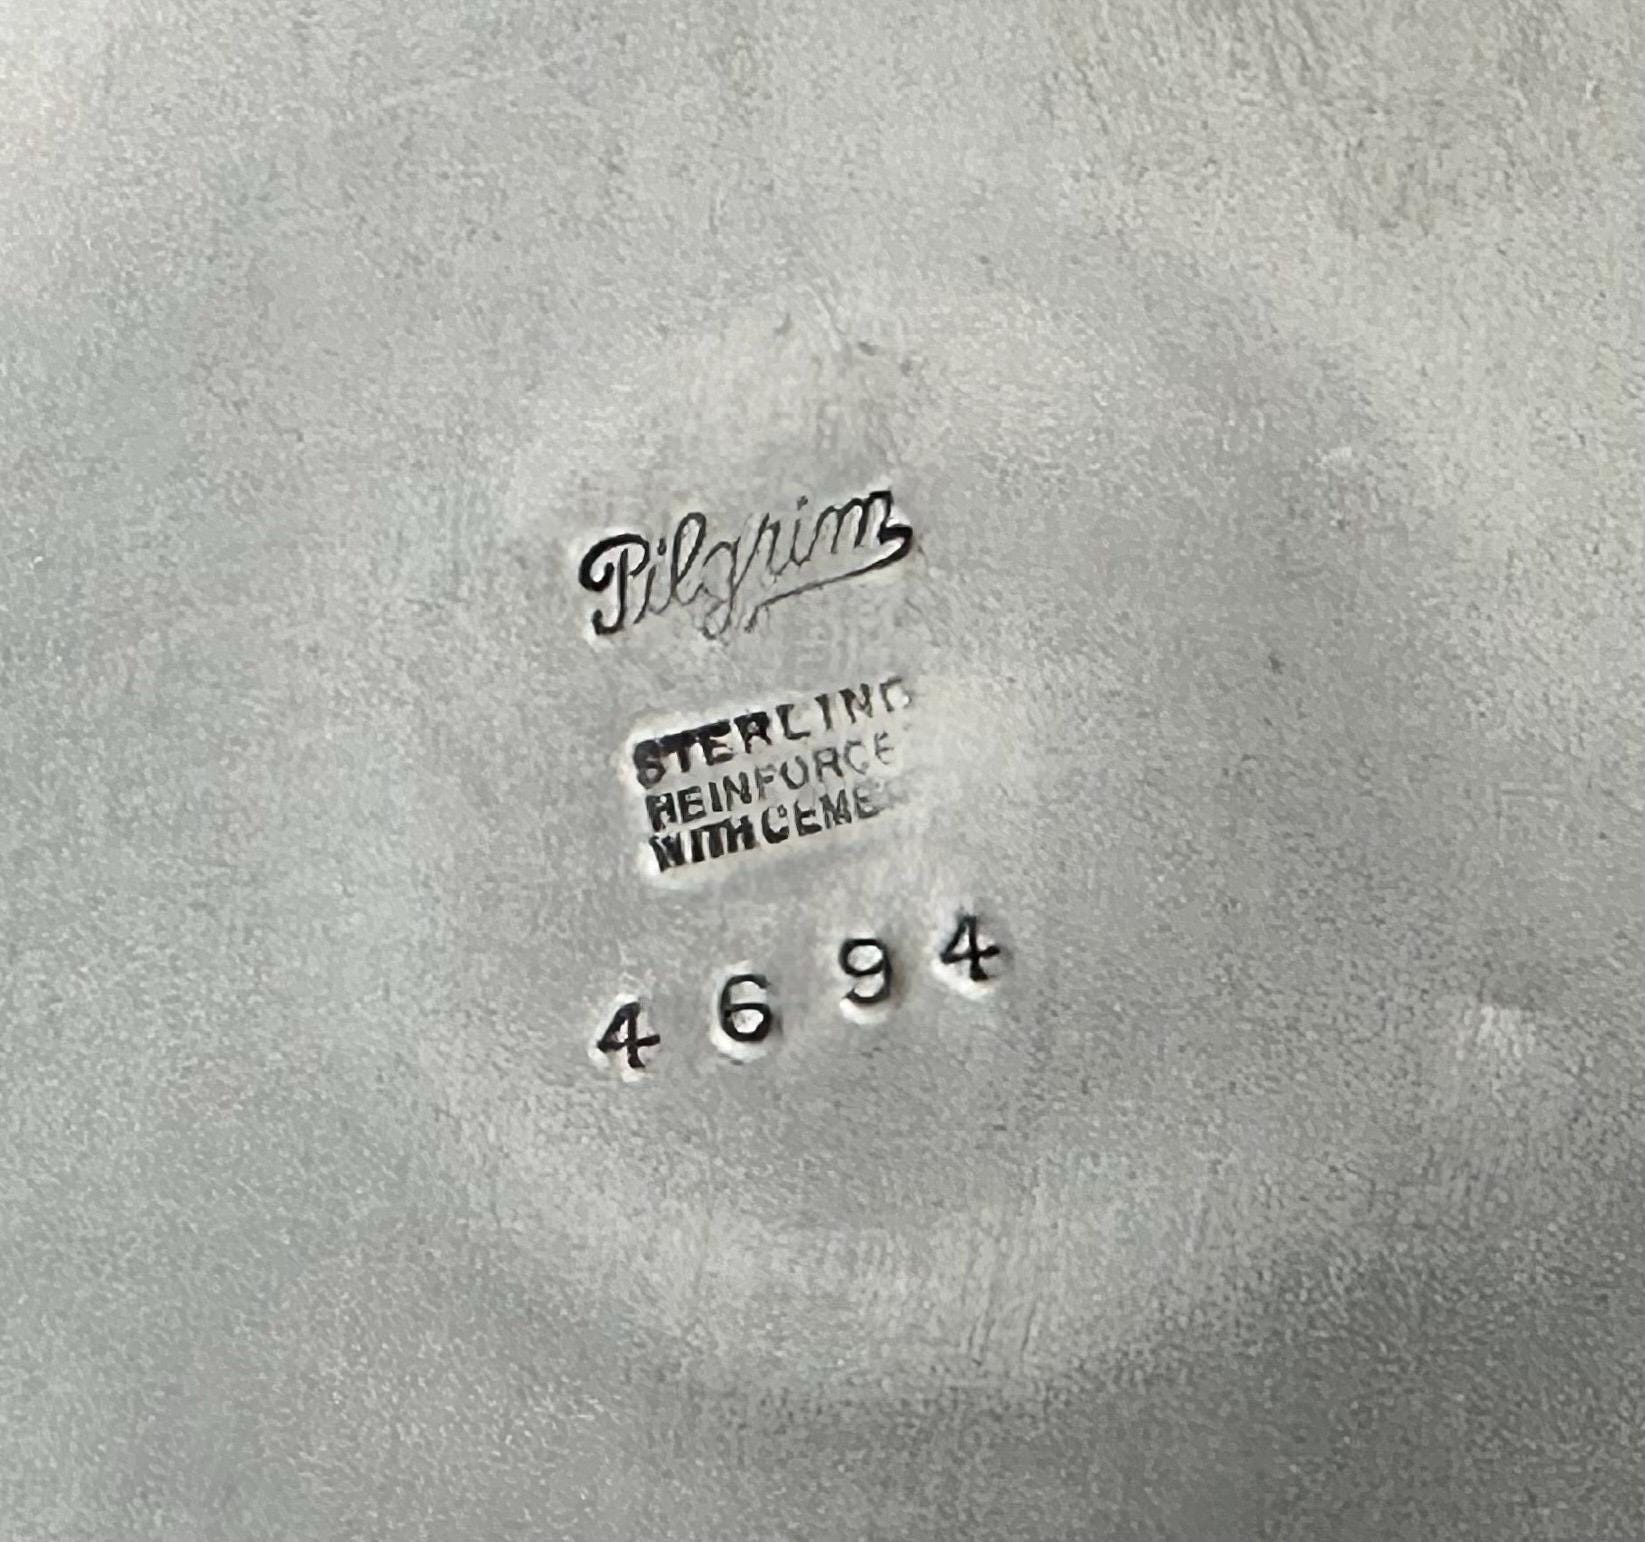 Pilgrim
STERLING
REINFORCE
WITH CEME
4694